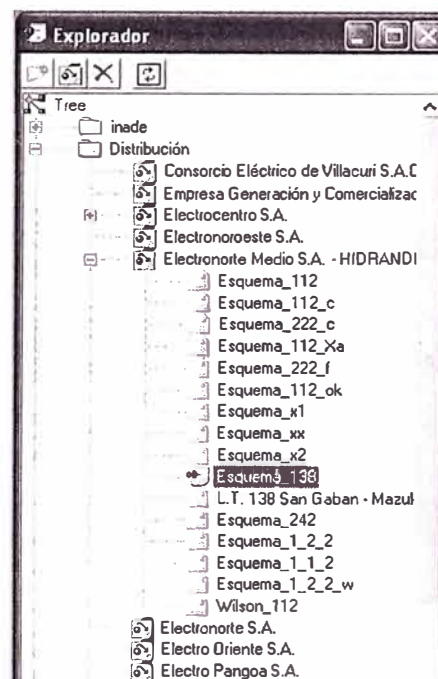 Explorador
Tree
inade
Distribución
Consorcio Eléctrico de Villacuri S.A.C
Empresa Generación y Comercializac
Electrocentro S.A.
Electronoroeste S.A.
Electronorte Medio S.A. - HIDRANDI
Esquema_112
Esquema_112_c
Esquema_222_c
Esquema_112_Xa
Esquema_222_f
Esquema_112_ok
Esquema_x1
Esquema_xx
Esquema_x2
Esquema_138
L.T. 138 San Gaban - Mazul
Esquema_242
Esquema_1_2_2
Esquema_1_1_2
Esquema_1_2_2_w
Wilson_112
Electronorte S.A.
Electro Oriente S.A.
Electro Pangoa S.A.